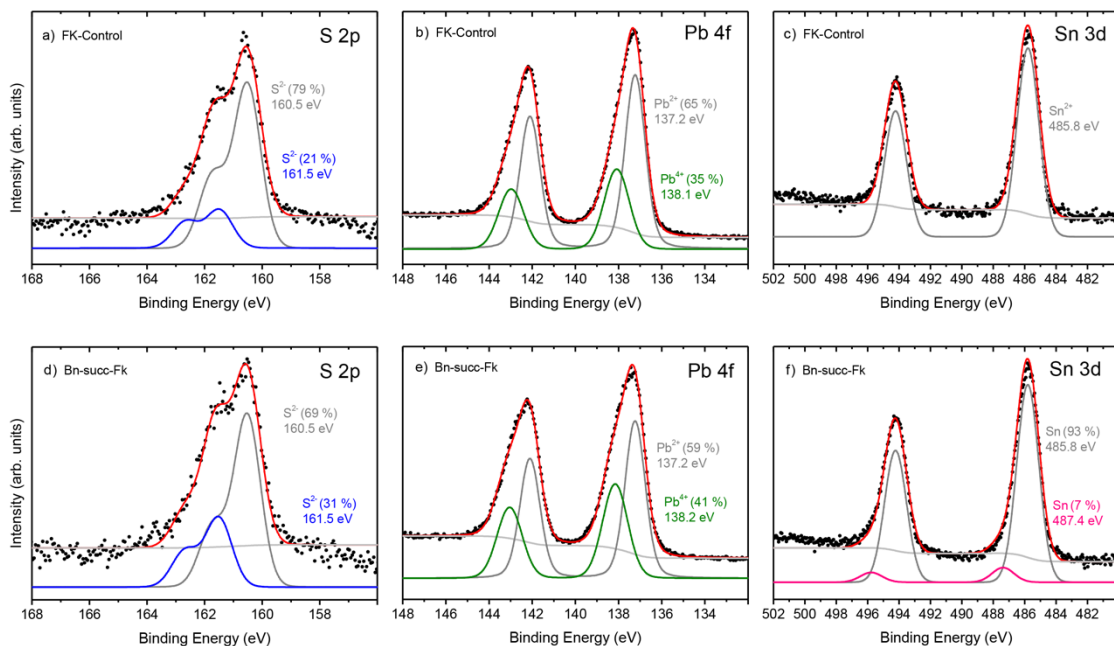 a) FK-Control
S 2p
S²⁻ (79 %)
160.5 eV
S²⁻ (21 %)
161.5 eV
Intensity (arb. units)
168 166 164 162 160 158
Binding Energy (eV)
b) FK-Control
Pb 4f
Pb²⁺ (65 %)
137.2 eV
Pb⁴⁺ (35 %)
138.1 eV
148 146 144 142 140 138 136 134
Binding Energy (eV)
c) FK-Control
Sn 3d
Sn²⁺
485.8 eV
502 500 498 496 494 492 490 488 486 484 482
Binding Energy (eV)
d) Bn-succ-Fk
S 2p
S²⁻ (69 %)
160.5 eV
S²⁻ (31 %)
161.5 eV
Intensity (arb. units)
168 166 164 162 160 158
Binding Energy (eV)
e) Bn-succ-Fk
Pb 4f
Pb²⁺ (59 %)
137.2 eV
Pb⁴⁺ (41 %)
138.2 eV
148 146 144 142 140 138 136 134
Binding Energy (eV)
f) Bn-succ-Fk
Sn 3d
Sn (93 %)
485.8 eV
Sn (7 %)
487.4 eV
502 500 498 496 494 492 490 488 486 484 482
Binding Energy (eV)